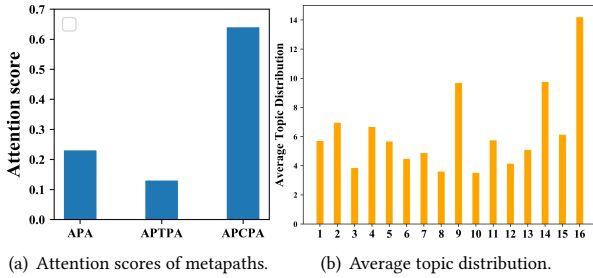 0.7
0.6
0.5
0.4
0.3
0.2
0.1
0.0
Attention score
APA APTPA APCPA
(a) Attention scores of metapaths.
14
12
10
8
6
4
2
0
Average Topic Distribution
1 2 3 4 5 6 7 8 9 10 11 12 13 14 15 16
(b) Average topic distribution.